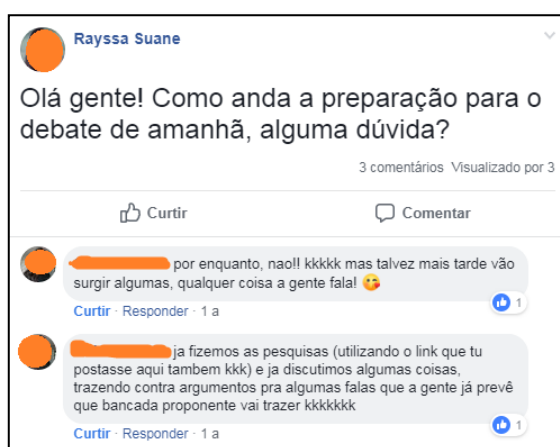 Rayssa Suane
Olá gente! Como anda a preparação para o
debate de amanhã, alguma dúvida?
3 comentários Visualizado por 3
Curtir Comentar
por enquanto, nao!! kkkkk mas talvez mais tarde vão
surgir algumas, qualquer coisa a gente fala! 😘
1
Curtir · Responder · 1 a
ja fizemos as pesquisas (utilizando o link que tu
postasse aqui tambem kkk) e ja discutimos algumas coisas,
trazendo contra argumentos pra algumas falas que a gente já prevê
que bancada proponente vai trazer kkkkkkk
1
Curtir · Responder · 1 a